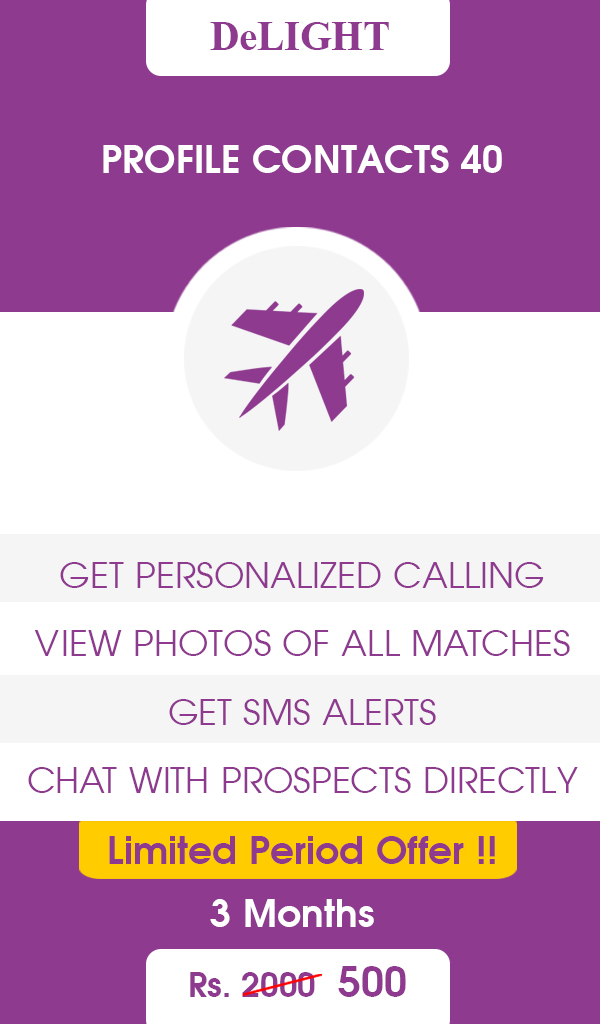 DeLIGHT
PROFILE CONTACTS 40
GET PERSONALIZED CALLING
VIEW PHOTOS OF ALL MATCHES
GET SMS ALERTS
CHAT WITH PROSPECTS DIRECTLY
Limited Period Offer !!
3 Months
Rs. 2000 500